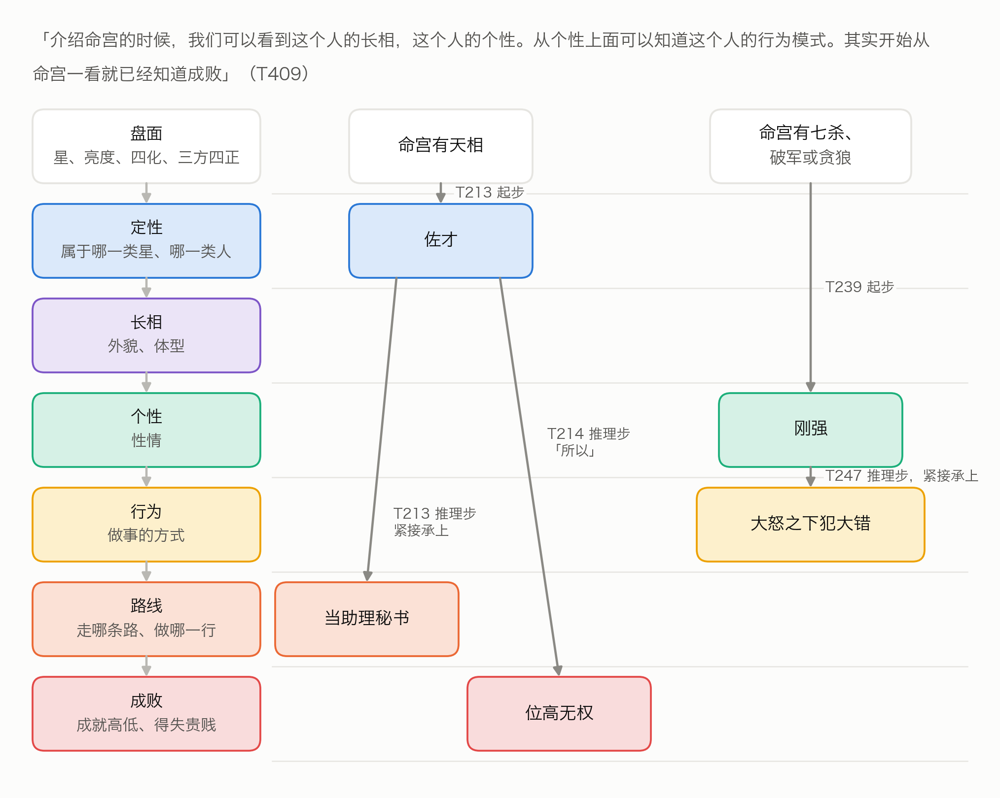 「介绍命宫的时候，我们可以看到这个人的长相，这个人的个性。从个性上面可以知道这个人的行为模式。其实开始从
命宫一看就已经知道成败」（T409）
盘面
星、亮度、四化、三方四正
命宫有天相
命宫有七杀、
破军或贪狼
T213 起步
定性
属于哪一类星、哪一类人
佐才
T239 起步
长相
外貌、体型
个性
性情
T214 推理步
「所以」
刚强
T247 推理步，紧接承上
行为
做事的方式
T213 推理步
紧接承上
大怒之下犯大错
路线
走哪条路、做哪一行
当助理秘书
成败
成就高低、得失贵贱
位高无权